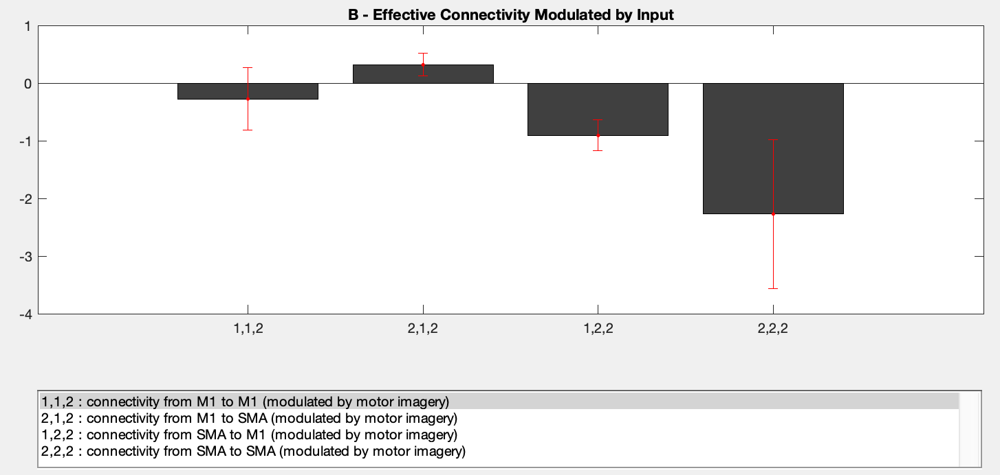 B - Effective Connectivity Modulated by Input
1
0
-1
-2
-3
-4
1,1,2 2,1,2 1,2,2 2,2,2
1,1,2 : connectivity from M1 to M1 (modulated by motor imagery)
2,1,2 : connectivity from M1 to SMA (modulated by motor imagery)
1,2,2 : connectivity from SMA to M1 (modulated by motor imagery)
2,2,2 : connectivity from SMA to SMA (modulated by motor imagery)